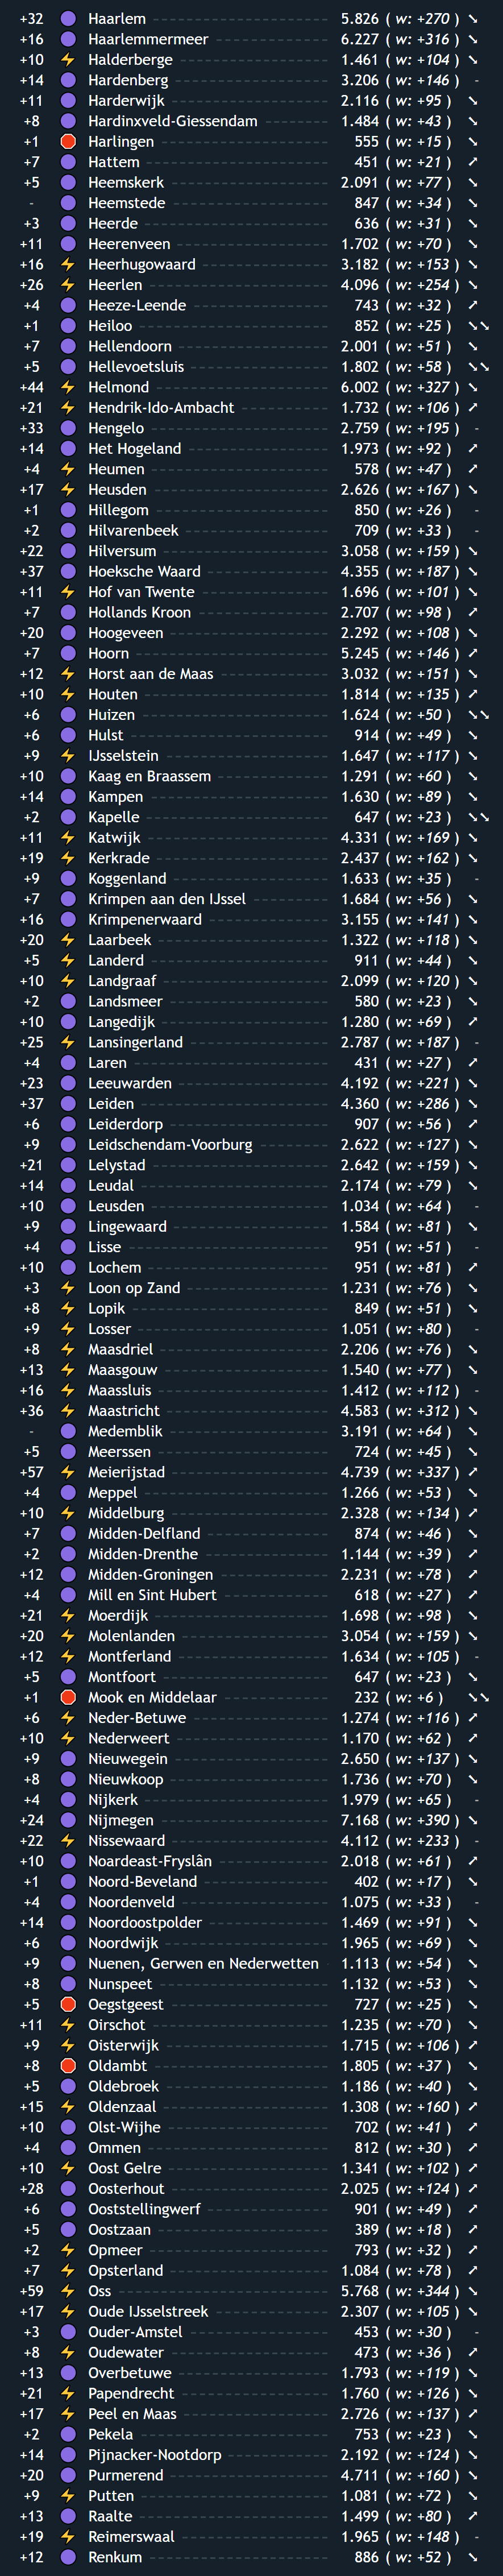 +32 Haarlem 5.826 ( w: +270 ) ↘
+16 Haarlemmermeer 6.227 ( w: +316 ) ↘
+10 ⚡ Halderberge 1.461 ( w: +104 ) ↘
+14 Hardenberg 3.206 ( w: +146 ) -
+11 Harderwijk 2.116 ( w: +95 ) ↘
+8 Hardinxveld-Giessendam 1.484 ( w: +43 ) ↘
+1 Harlingen 555 ( w: +15 ) ↘
+7 Hattem 451 ( w: +21 ) ↗
+5 Heemskerk 2.091 ( w: +77 ) ↘
- Heemstede 847 ( w: +34 ) ↘
+3 Heerde 636 ( w: +31 ) ↘
+11 Heerenveen 1.702 ( w: +70 ) ↘
+16 ⚡ Heerhugowaard 3.182 ( w: +153 ) ↘
+26 ⚡ Heerlen 4.096 ( w: +254 ) ↘
+4 Heeze-Leende 743 ( w: +32 ) ↗
+1 Heiloo 852 ( w: +25 ) ↘↘
+7 Hellendoorn 2.001 ( w: +51 ) ↘
+5 Hellevoetsluis 1.802 ( w: +58 ) ↘↘
+44 ⚡ Helmond 6.002 ( w: +327 ) ↘
+21 ⚡ Hendrik-Ido-Ambacht 1.732 ( w: +106 ) ↗
+33 Hengelo 2.759 ( w: +195 ) -
+14 Het Hogeland 1.973 ( w: +92 ) ↗
+4 ⚡ Heumen 578 ( w: +47 ) ↗
+17 ⚡ Heusden 2.626 ( w: +167 ) ↘
+1 Hillegom 850 ( w: +26 ) -
+2 Hilvarenbeek 709 ( w: +33 ) -
+22 Hilversum 3.058 ( w: +159 ) ↘
+37 Hoeksche Waard 4.355 ( w: +187 ) ↘
+11 ⚡ Hof van Twente 1.696 ( w: +101 ) ↘
+7 Hollands Kroon 2.707 ( w: +98 ) ↗
+20 Hoogeveen 2.292 ( w: +108 ) ↘
+7 Hoorn 5.245 ( w: +146 ) ↗
+12 ⚡ Horst aan de Maas 3.032 ( w: +151 ) ↘
+10 ⚡ Houten 1.814 ( w: +135 ) ↗
+6 Huizen 1.624 ( w: +50 ) ↘↘
+6 Hulst 914 ( w: +49 ) ↘
+9 ⚡ IJsselstein 1.647 ( w: +117 ) ↘
+10 Kaag en Braassem 1.291 ( w: +60 ) ↘
+14 Kampen 1.630 ( w: +89 ) ↘
+2 Kapelle 647 ( w: +23 ) ↘↘
+11 ⚡ Katwijk 4.331 ( w: +169 ) ↘
+19 ⚡ Kerkrade 2.437 ( w: +162 ) ↘
+9 Koggenland 1.633 ( w: +35 ) -
+7 Krimpen aan den IJssel 1.684 ( w: +56 ) ↘
+16 Krimpenerwaard 3.155 ( w: +141 ) ↘
+20 ⚡ Laarbeek 1.322 ( w: +118 ) ↘
+5 ⚡ Landerd 911 ( w: +44 ) ↘
+10 ⚡ Landgraaf 2.099 ( w: +120 ) ↘
+2 Landsmeer 580 ( w: +23 ) ↘
+10 Langedijk 1.280 ( w: +69 ) ↗
+25 ⚡ Lansingerland 2.787 ( w: +187 ) -
+4 Laren 431 ( w: +27 ) ↗
+23 Leeuwarden 4.192 ( w: +221 ) ↘
+37 Leiden 4.360 ( w: +286 ) ↘
+6 Leiderdorp 907 ( w: +56 ) ↗
+9 Leidschendam-Voorburg 2.622 ( w: +127 ) ↘
+21 Lelystad 2.642 ( w: +159 ) ↘
+14 Leudal 2.174 ( w: +79 ) ↘
+10 Leusden 1.034 ( w: +64 ) -
+9 Lingewaard 1.584 ( w: +81 ) ↘
+4 Lisse 951 ( w: +51 ) -
+10 Lochem 951 ( w: +81 ) ↗
+3 ⚡ Loon op Zand 1.231 ( w: +76 ) ↘
+8 ⚡ Lopik 849 ( w: +51 ) ↘
+9 ⚡ Losser 1.051 ( w: +80 ) -
+8 ⚡ Maasdriel 2.206 ( w: +76 ) ↘
+13 ⚡ Maasgouw 1.540 ( w: +77 ) ↘
+16 ⚡ Maassluis 1.412 ( w: +112 ) -
+36 ⚡ Maastricht 4.583 ( w: +312 ) ↘
- Medemblik 3.191 ( w: +64 ) ↘
+5 Meerssen 724 ( w: +45 ) ↘
+57 ⚡ Meierijstad 4.739 ( w: +337 ) ↗
+4 Meppel 1.266 ( w: +53 ) ↘
+10 ⚡ Middelburg 2.328 ( w: +134 ) ↗
+7 Midden-Delfland 874 ( w: +46 ) ↘
+2 Midden-Drenthe 1.144 ( w: +39 ) ↗
+12 Midden-Groningen 2.231 ( w: +78 ) ↗
+4 Mill en Sint Hubert 618 ( w: +27 ) ↗
+21 ⚡ Moerdijk 1.698 ( w: +98 ) ↘
+20 ⚡ Molenlanden 3.054 ( w: +159 ) ↘
+12 ⚡ Montferland 1.634 ( w: +105 ) -
+5 Montfoort 647 ( w: +23 ) ↘
+1 Mook en Middelaar 232 ( w: +6 ) ↘↘
+6 ⚡ Neder-Betuwe 1.274 ( w: +116 ) ↗
+10 ⚡ Nederweert 1.170 ( w: +62 ) ↗
+9 Nieuwegein 2.650 ( w: +137 ) ↘
+8 Nieuwkoop 1.736 ( w: +70 ) ↘
+4 Nijkerk 1.979 ( w: +65 ) -
+24 Nijmegen 7.168 ( w: +390 ) ↘
+22 ⚡ Nissewaard 4.112 ( w: +233 ) -
+10 Noardeast-Fryslân 2.018 ( w: +61 ) ↗
+1 Noord-Beveland 402 ( w: +17 ) ↘
+4 Noordenveld 1.075 ( w: +33 ) -
+14 Noordoostpolder 1.469 ( w: +91 ) ↘
+6 Noordwijk 1.965 ( w: +69 ) ↘
+9 Nuenen, Gerwen en Nederwetten 1.113 ( w: +54 ) ↘
+8 Nunspeet 1.132 ( w: +53 ) ↘
+5 Oegstgeest 727 ( w: +25 ) ↘
+11 ⚡ Oirschot 1.235 ( w: +70 ) ↘
+9 ⚡ Oisterwijk 1.715 ( w: +106 ) ↗
+8 Oldambt 1.805 ( w: +37 ) ↘
+5 Oldebroek 1.186 ( w: +40 ) ↘
+15 ⚡ Oldenzaal 1.308 ( w: +160 ) ↗
+10 Olst-Wijhe 702 ( w: +41 ) ↗
+4 Ommen 812 ( w: +30 ) ↗
+10 ⚡ Oost Gelre 1.341 ( w: +102 ) ↗
+28 Oosterhout 2.025 ( w: +124 ) ↗
+6 Ooststellingwerf 901 ( w: +49 ) ↗
+5 Oostzaan 389 ( w: +18 ) ↗
+2 ⚡ Opmeer 793 ( w: +32 ) ↗
+7 ⚡ Opsterland 1.084 ( w: +78 ) ↗
+59 ⚡ Oss 5.768 ( w: +344 ) ↘
+17 ⚡ Oude IJsselstreek 2.307 ( w: +105 ) ↘
+3 Ouder-Amstel 453 ( w: +30 ) -
+8 ⚡ Oudewater 473 ( w: +36 ) ↗
+13 Overbetuwe 1.793 ( w: +119 ) ↘
+21 ⚡ Papendrecht 1.760 ( w: +126 ) ↘
+17 ⚡ Peel en Maas 2.726 ( w: +137 ) ↗
+2 Pekela 753 ( w: +23 ) ↘
+14 Pijnacker-Nootdorp 2.192 ( w: +124 ) ↘
+20 Purmerend 4.711 ( w: +160 ) ↘
+9 ⚡ Putten 1.081 ( w: +72 ) ↘
+13 Raalte 1.499 ( w: +80 ) ↗
+19 ⚡ Reimerswaal 1.965 ( w: +148 ) -
+12 Renkum 886 ( w: +52 ) ↘